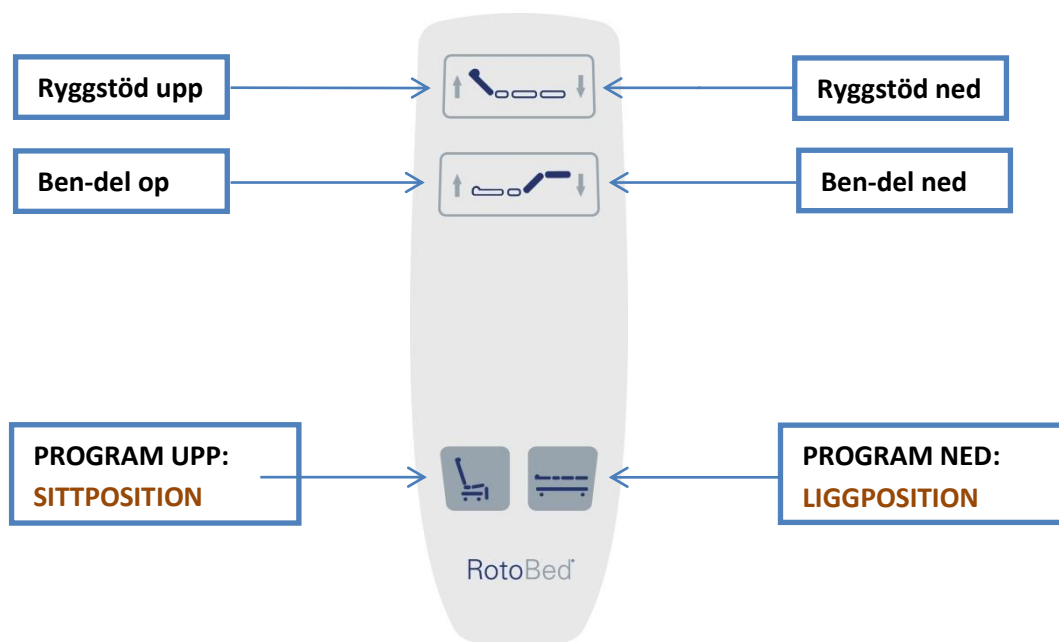 Ryggstöd upp
Ryggstöd ned
Ben-del op
Ben-del ned
PROGRAM UPP:
SITTPOSITION
PROGRAM NED:
LIGGPOSITION
RotoBed